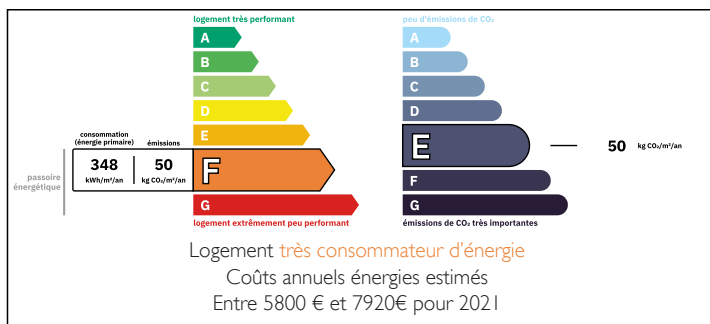 logement très performant
A
B
C
D
E
consommation
(énergie primaire)
émissions
348
kWh/m²/an
50
kg CO₂/m²/an
F
passoire
énergétique
G
logement extrêmement peu performant
peu d'émissions de CO₂
A
B
C
D
E
50 kg CO₂/m²/an
F
G
émissions de CO₂ très importantes
Logement très consommateur d'énergie
Coûts annuels énergies estimés
Entre 5800 € et 7920€ pour 2021